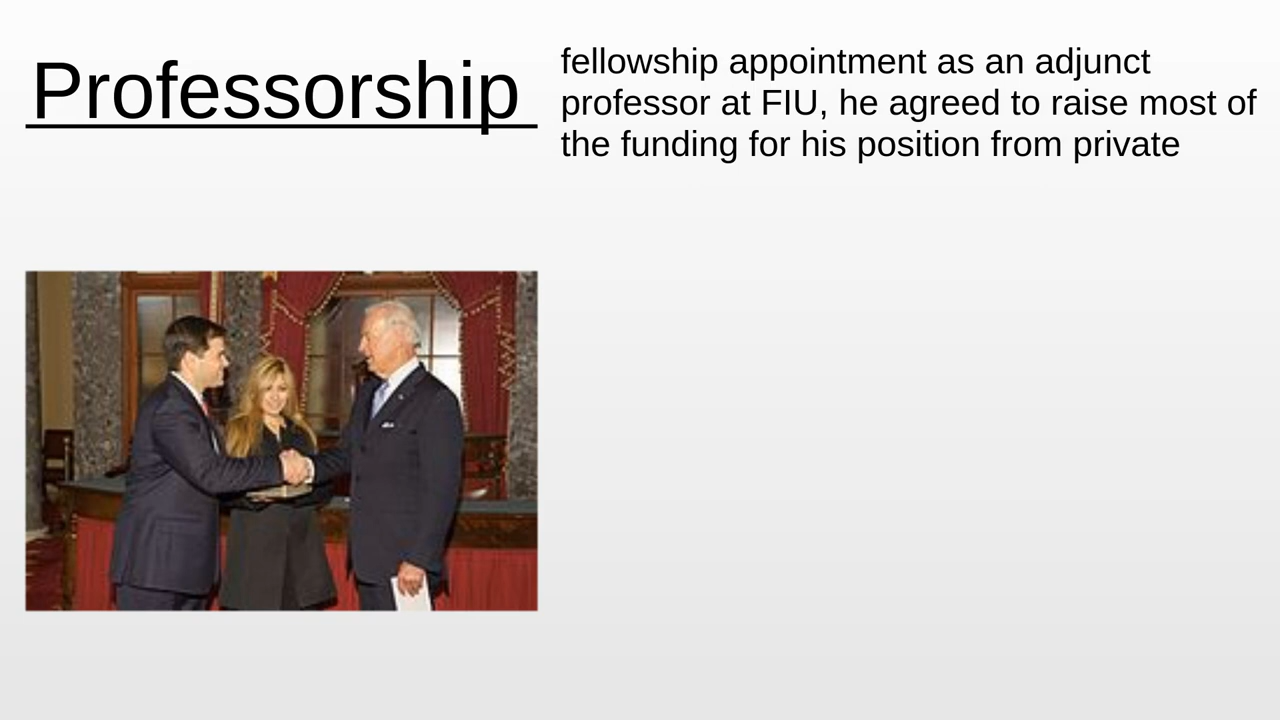 Professorship
fellowship appointment as an adjunct
professor at FIU, he agreed to raise most of
the funding for his position from private